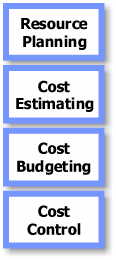 Resource
Planning
Cost
Estimating
Cost
Budgeting
Cost
Control